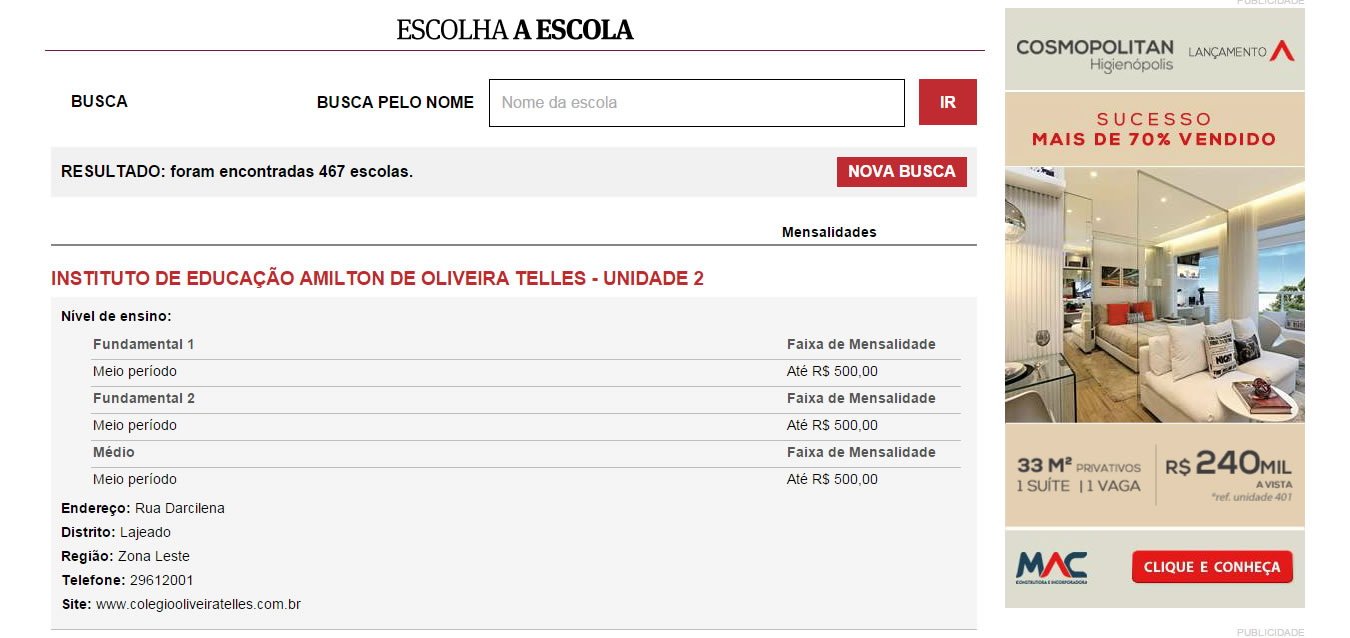 ESCOLHA A ESCOLA
BUSCA
BUSCA PELO NOME
Nome da escola
IR
RESULTADO: foram encontradas 467 escolas.
NOVA BUSCA
Mensalidades
INSTITUTO DE EDUCAÇÃO AMILTON DE OLIVEIRA TELLES - UNIDADE 2
Nível de ensino:
Fundamental 1 Faixa de Mensalidade
Meio período Até R$ 500,00
Fundamental 2 Faixa de Mensalidade
Meio período Até R$ 500,00
Médio Faixa de Mensalidade
Meio período Até R$ 500,00
Endereço: Rua Darcilena
Distrito: Lajeado
Região: Zona Leste
Telefone: 29612001
Site: www.colegiooliveiratelles.com.br
PUBLICIDADE
COSMOPOLITAN
Higienópolis
LANÇAMENTO
SUCESSO
MAIS DE 70% VENDIDO
33 M² PRIVATIVOS
1 SUÍTE | 1 VAGA
R$ 240MIL
A VISTA
*ref. unidade 401
MAC
CONSTRUTORA E INCORPORADORA
CLIQUE E CONHEÇA
PUBLICIDADE